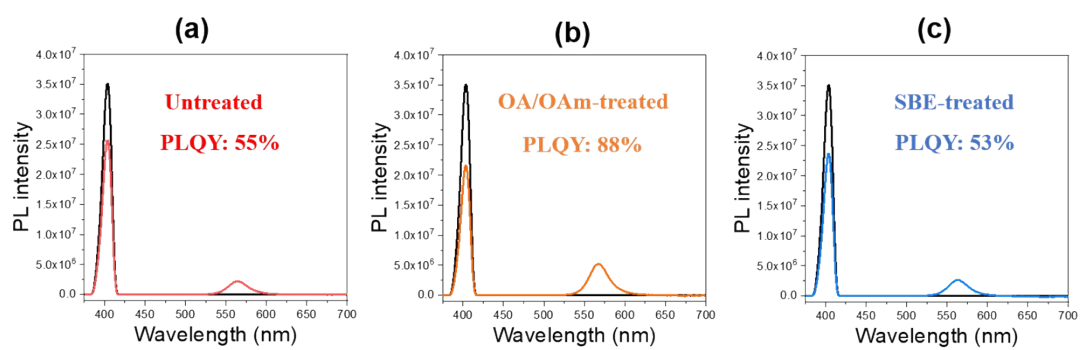 (a)
PL intensity
4.0x10⁷
3.5x10⁷
3.0x10⁷
2.5x10⁷
2.0x10⁷
1.5x10⁷
1.0x10⁷
5.0x10⁶
0.0
Untreated
PLQY: 55%
400 450 500 550 600 650 700
Wavelength (nm)
(b)
PL intensity
4.0x10⁷
3.5x10⁷
3.0x10⁷
2.5x10⁷
2.0x10⁷
1.5x10⁷
1.0x10⁷
5.0x10⁶
0.0
OA/OAm-treated
PLQY: 88%
400 450 500 550 600 650 700
Wavelength (nm)
(c)
PL intensity
4.0x10⁷
3.5x10⁷
3.0x10⁷
2.5x10⁷
2.0x10⁷
1.5x10⁷
1.0x10⁷
5.0x10⁶
0.0
SBE-treated
PLQY: 53%
400 450 500 550 600 650 700
Wavelength (nm)